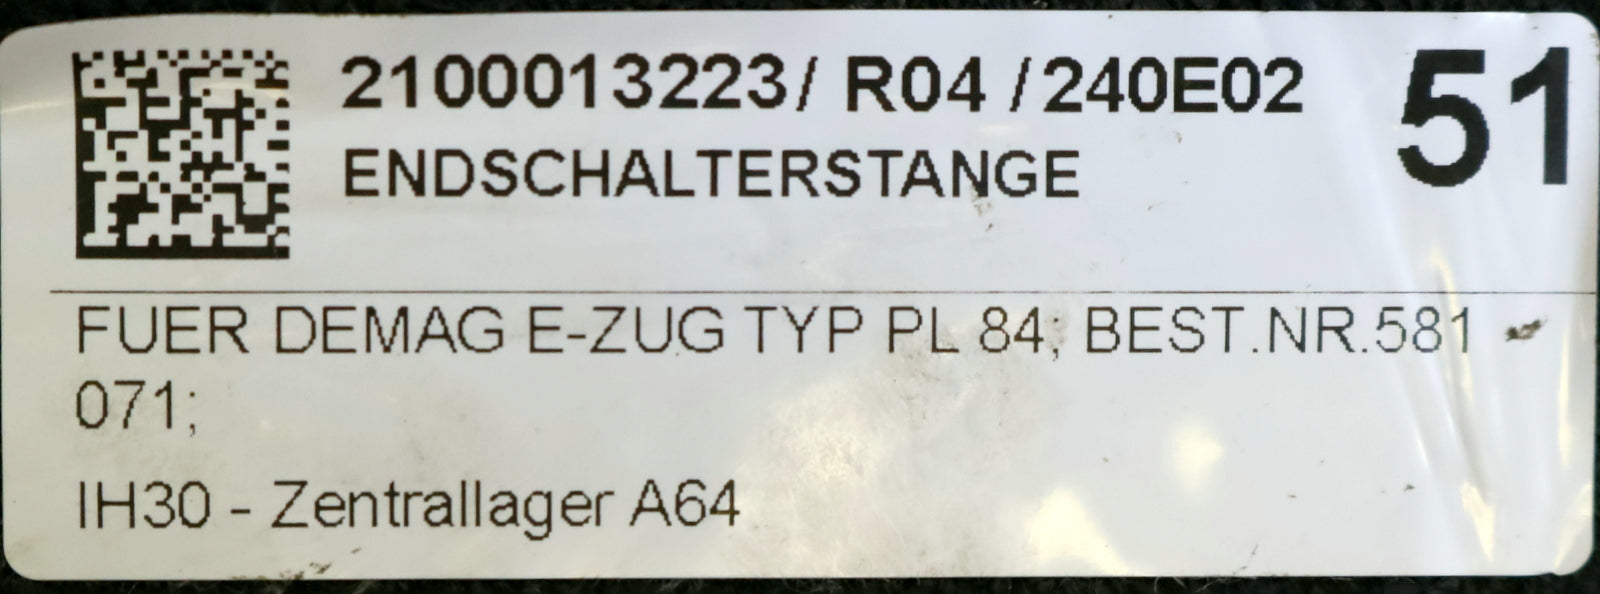 2100013223/ R04 /240E02
51
ENDSCHALTERSTANGE
FUER DEMAG E-ZUG TYP PL 84; BEST.NR.581
071;
IH30 - Zentrallager A64